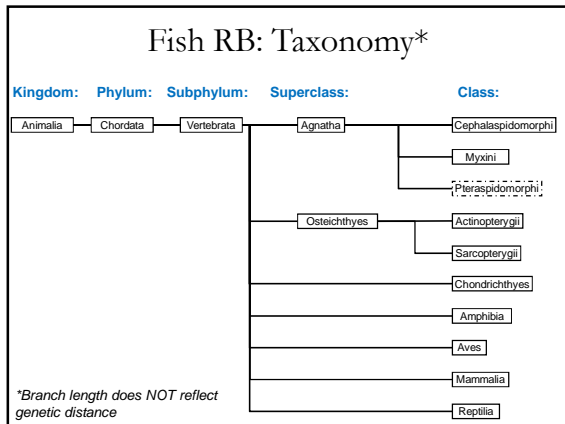 Fish RB: Taxonomy*
Kingdom: Phylum: Subphylum: Superclass: Class:
Animalia Chordata Vertebrata Agnatha Cephalaspidomorphi
Myxini
Pteraspidomorphi
Osteichthyes Actinopterygii
Sarcopterygii
Chondrichthyes
Amphibia
Aves
Mammalia
Reptilia
*Branch length does NOT reflect
genetic distance